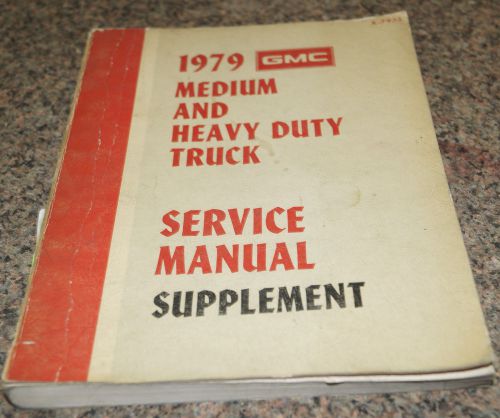 1979 GMC
MEDIUM
AND
HEAVY DUTY
TRUCK
SERVICE
MANUAL
SUPPLEMENT